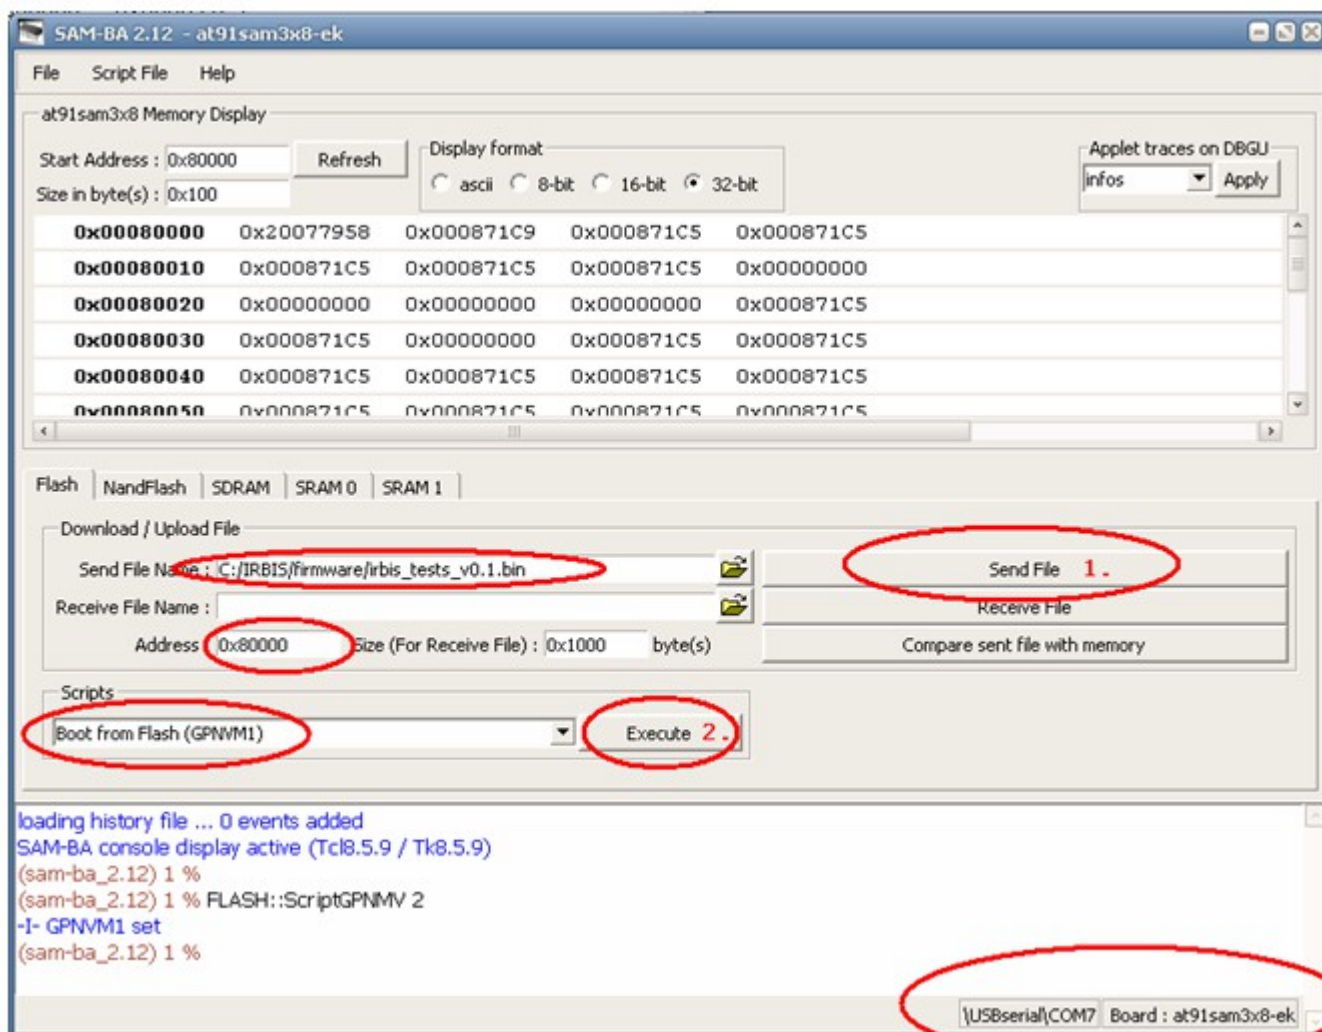 SAM-BA 2.12 - at91sam3x8-ek
File Script File Help
at91sam3x8 Memory Display
Start Address : 0x80000 Refresh
Size in byte(s) : 0x100
Display format
ascii 8-bit 16-bit 32-bit
Applet traces on DBGU
infos Apply
0x00080000 0x20077958 0x000871C9 0x000871C5 0x000871C5
0x00080010 0x000871C5 0x000871C5 0x000871C5 0x00000000
0x00080020 0x00000000 0x00000000 0x00000000 0x000871C5
0x00080030 0x000871C5 0x00000000 0x000871C5 0x000871C5
0x00080040 0x000871C5 0x000871C5 0x000871C5 0x000871C5
0x00080050 0x000871C5 0x000871C5 0x000871C5 0x000871C5
Flash NandFlash SDRAM SRAM 0 SRAM 1
Download / Upload File
Send File Name : C:/IRBIS/firmware/irbis_tests_v0.1.bin Send File 1.
Receive File Name : Receive File
Address 0x80000 Size (For Receive File) : 0x1000 byte(s) Compare sent file with memory
Scripts
Boot from Flash (GPNVM1) Execute 2.
loading history file ... 0 events added
SAM-BA console display active (Tcl8.5.9 / Tk8.5.9)
(sam-ba_2.12) 1 %
(sam-ba_2.12) 1 % FLASH::ScriptGPNMV 2
-I- GPNVM1 set
(sam-ba_2.12) 1 %
\USBserial\COM7 Board : at91sam3x8-ek